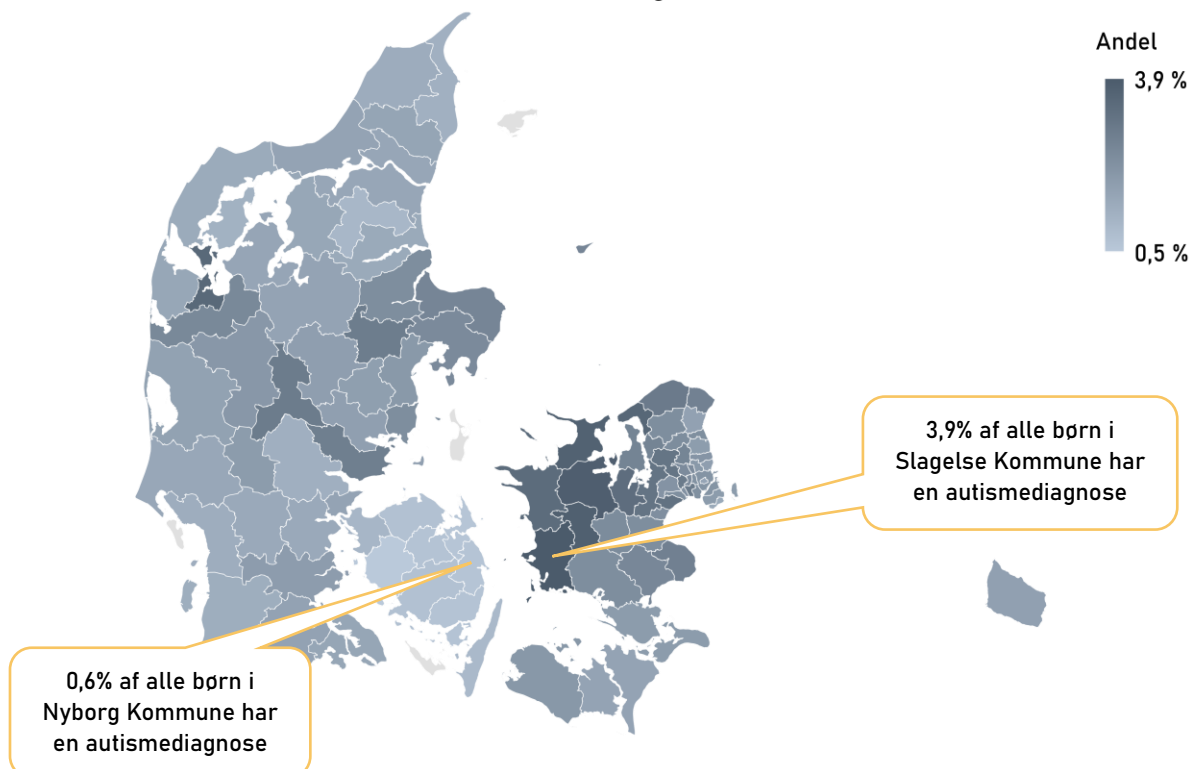 Andel
3,9 %
0,5 %
3,9% af alle børn i
Slagelse Kommune har
en autismediagnose
0,6% af alle børn i
Nyborg Kommune har
en autismediagnose